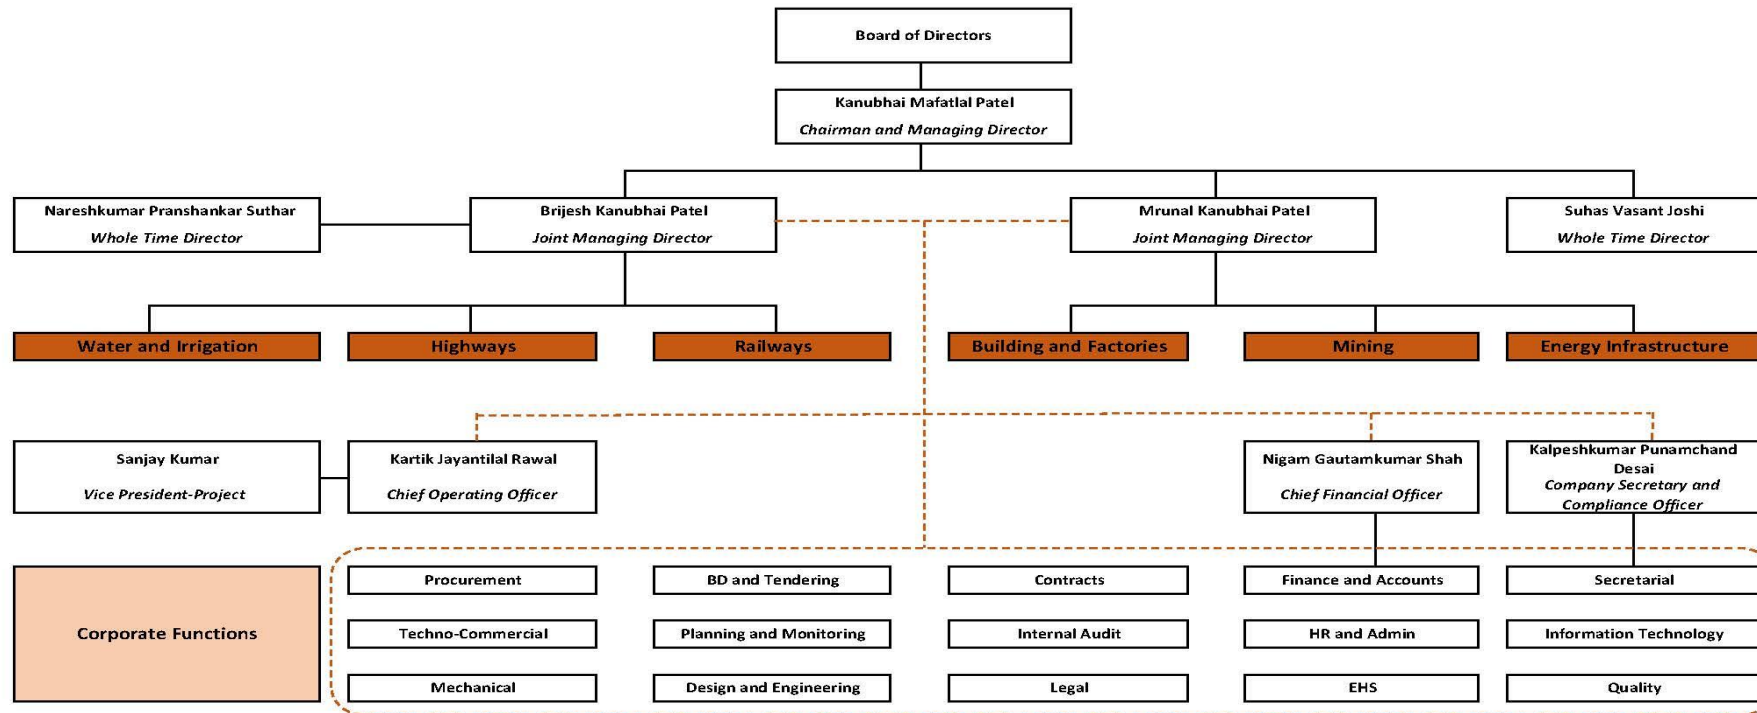 Board of Directors
Kanubhai Mafatlal Patel
Chairman and Managing Director
Nareshkumar Pranshankar Suthar
Whole Time Director
Brijesh Kanubhai Patel
Joint Managing Director
Mrunal Kanubhai Patel
Joint Managing Director
Suhas Vasant Joshi
Whole Time Director
Water and Irrigation
Highways
Railways
Building and Factories
Mining
Energy Infrastructure
Sanjay Kumar
Vice President-Project
Kartik Jayantilal Rawal
Chief Operating Officer
Nigam Gautamkumar Shah
Chief Financial Officer
Kalpeshkumar Punamchand
Desai
Company Secretary and
Compliance Officer
Corporate Functions
Procurement
BD and Tendering
Contracts
Finance and Accounts
Secretarial
Techno-Commercial
Planning and Monitoring
Internal Audit
HR and Admin
Information Technology
Mechanical
Design and Engineering
Legal
EHS
Quality